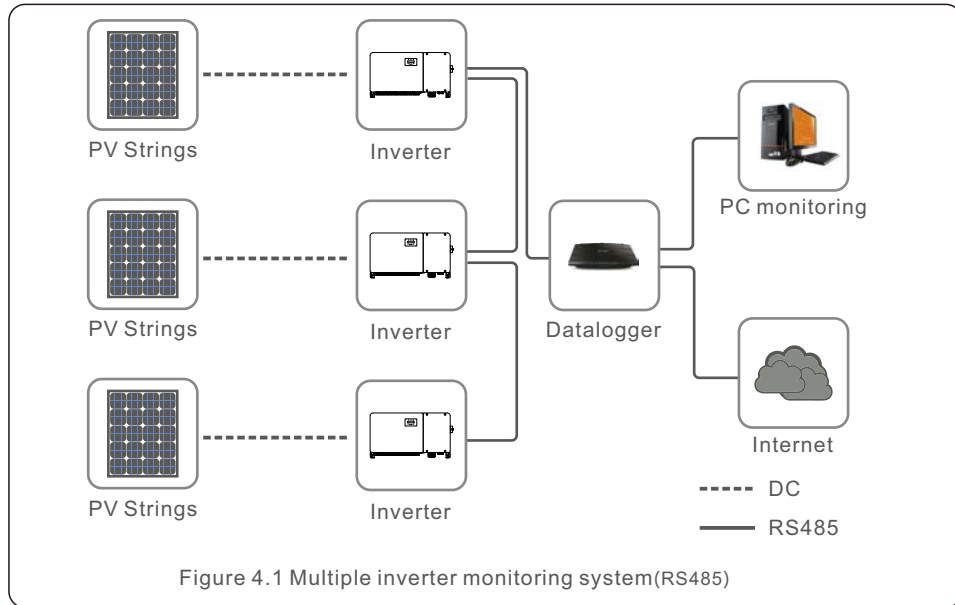 PV Strings
Inverter
PC monitoring
PV Strings
Inverter
Datalogger
Internet
PV Strings
Inverter
DC
RS485
Figure 4.1 Multiple inverter monitoring system(RS485)